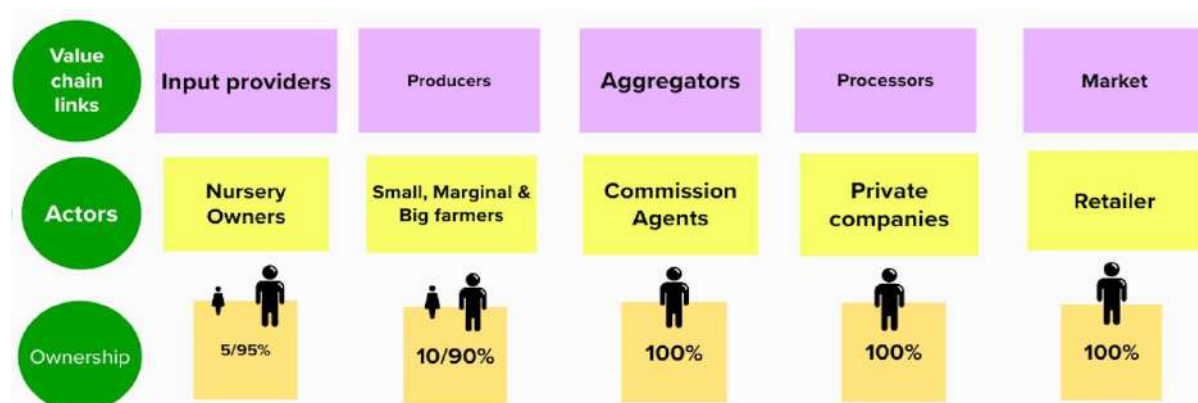 Value
chain
links
Input providers
Producers
Aggregators
Processors
Market
Actors
Nursery
Owners
Small, Marginal &
Big farmers
Commission
Agents
Private
companies
Retailer
Ownership
5/95%
10/90%
100%
100%
100%